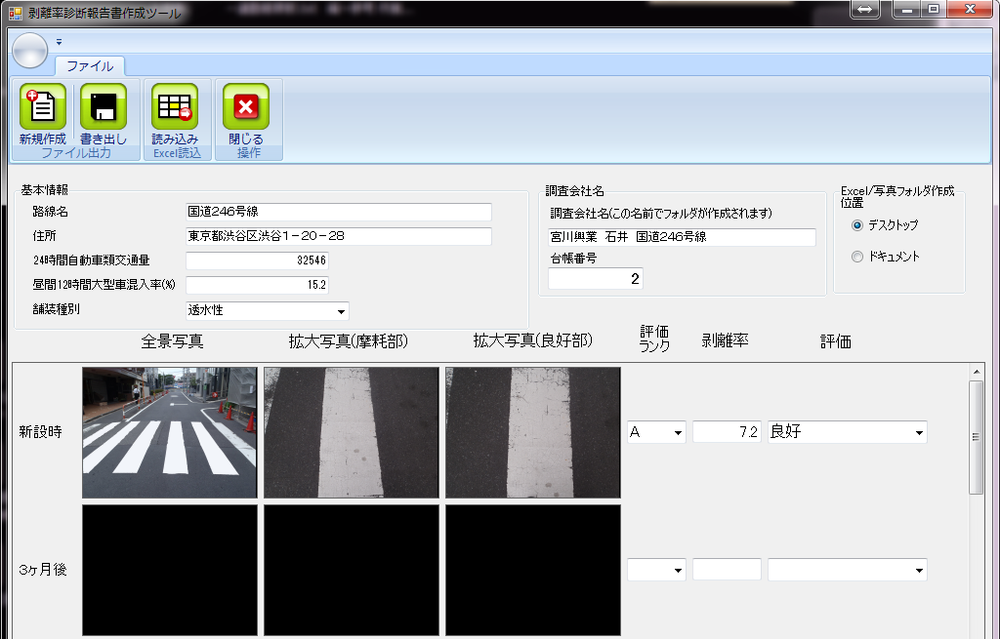 剥離率診断報告書作成ツール
ファイル
新規作成 書き出し 読み込み 閉じる
ファイル出力 Excel読込 操作
基本情報
路線名 国道246号線
住所 東京都渋谷区渋谷1-20-28
24時間自動車類交通量 32546
昼間12時間大型車混入率(%) 15.2
舗装種別 透水性
調査会社名
調査会社名(この名前でフォルダが作成されます)
宮川興業 石井 国道246号線
台帳番号
2
Excel/写真フォルダ作成
位置
デスクトップ
ドキュメント
全景写真 拡大写真(摩耗部) 拡大写真(良好部) 評価
ランク 剥離率 評価
新設時 A 7.2 良好
3ヶ月後